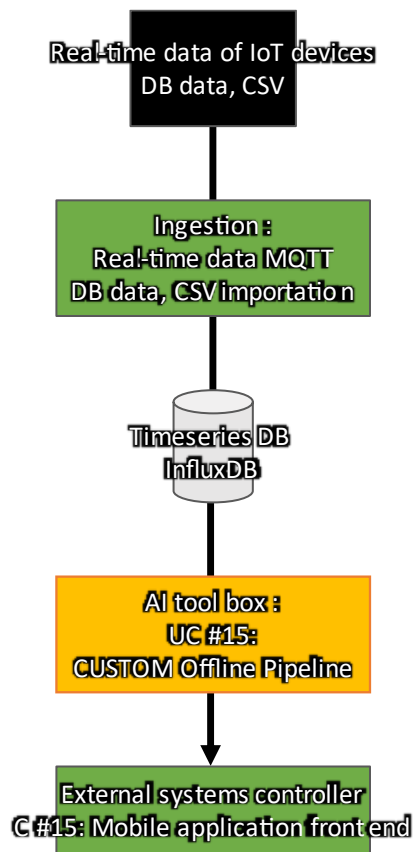 Real-time data of IoT devices
DB data, CSV
Ingestion :
Real-time data MQTT
DB data, CSV importation
Timeseries DB
InfluxDB
AI tool box :
UC #15:
CUSTOM Offline Pipeline
External systems controller
C #15: Mobile application front end